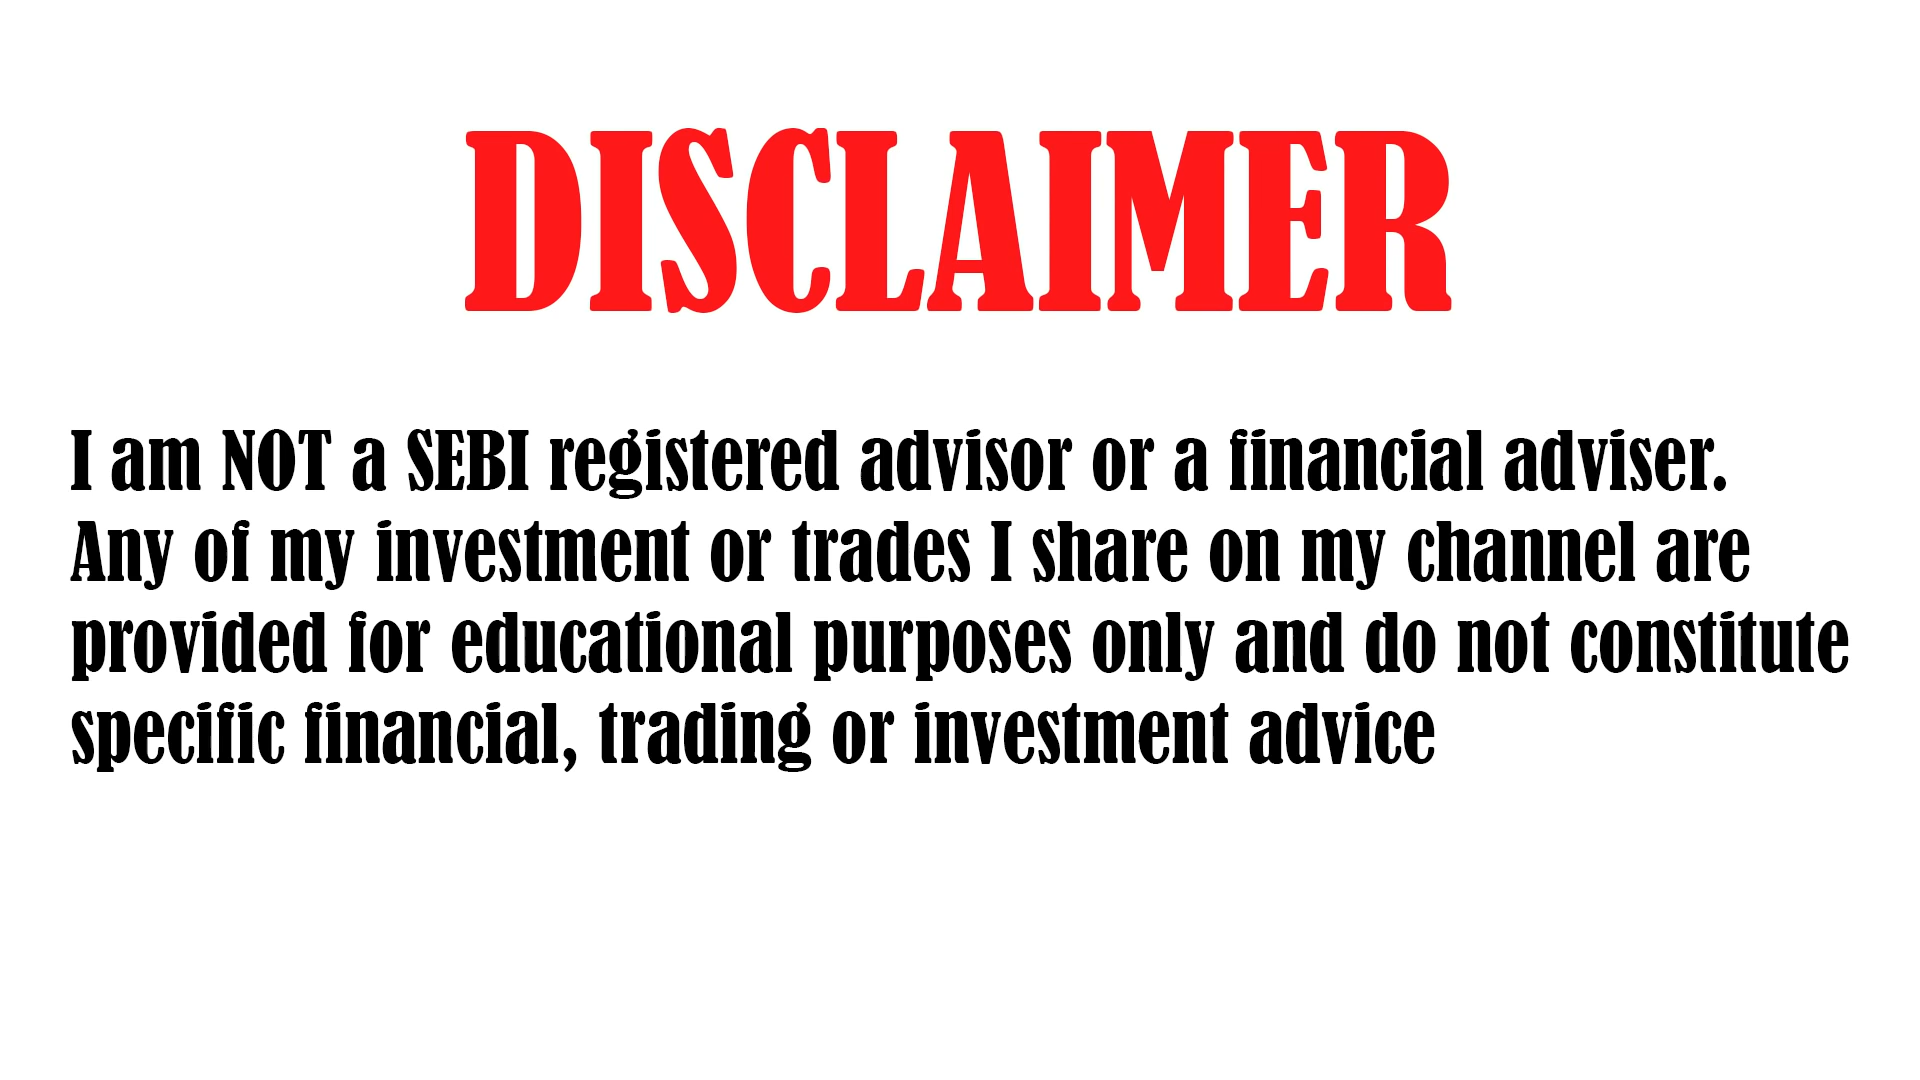 DISCLAIMER
I am NOT a SEBI registered advisor or a financial adviser.
Any of my investment or trades I share on my channel are
provided for educational purposes only and do not constitute
specific financial, trading or investment advice